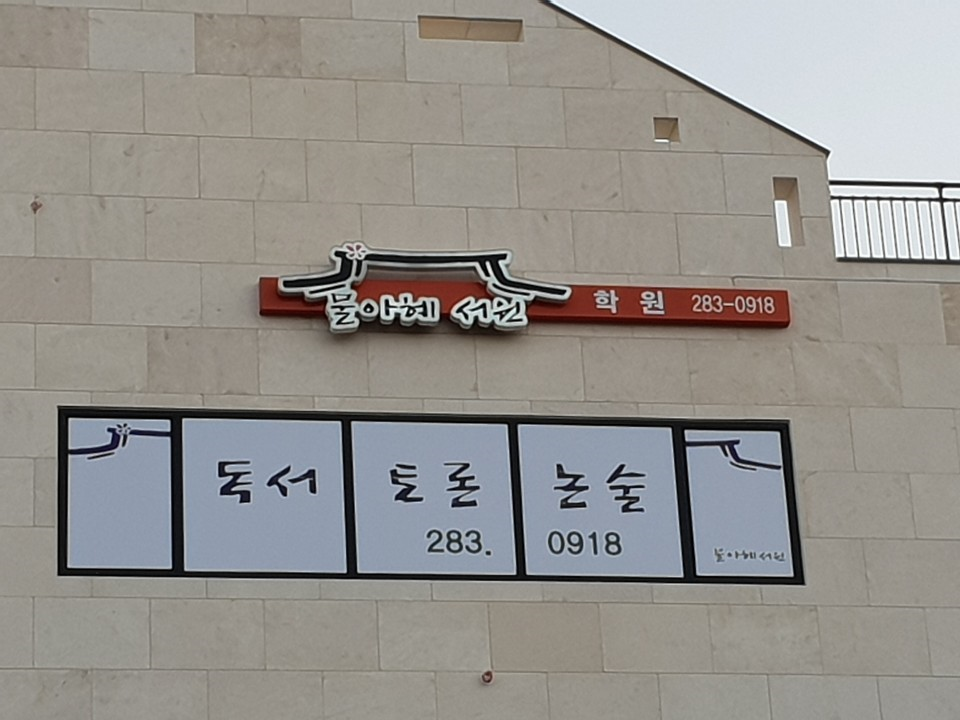 물아혜 서원 학원 283-0918
독서 토론 논술
283. 0918
물아혜서원